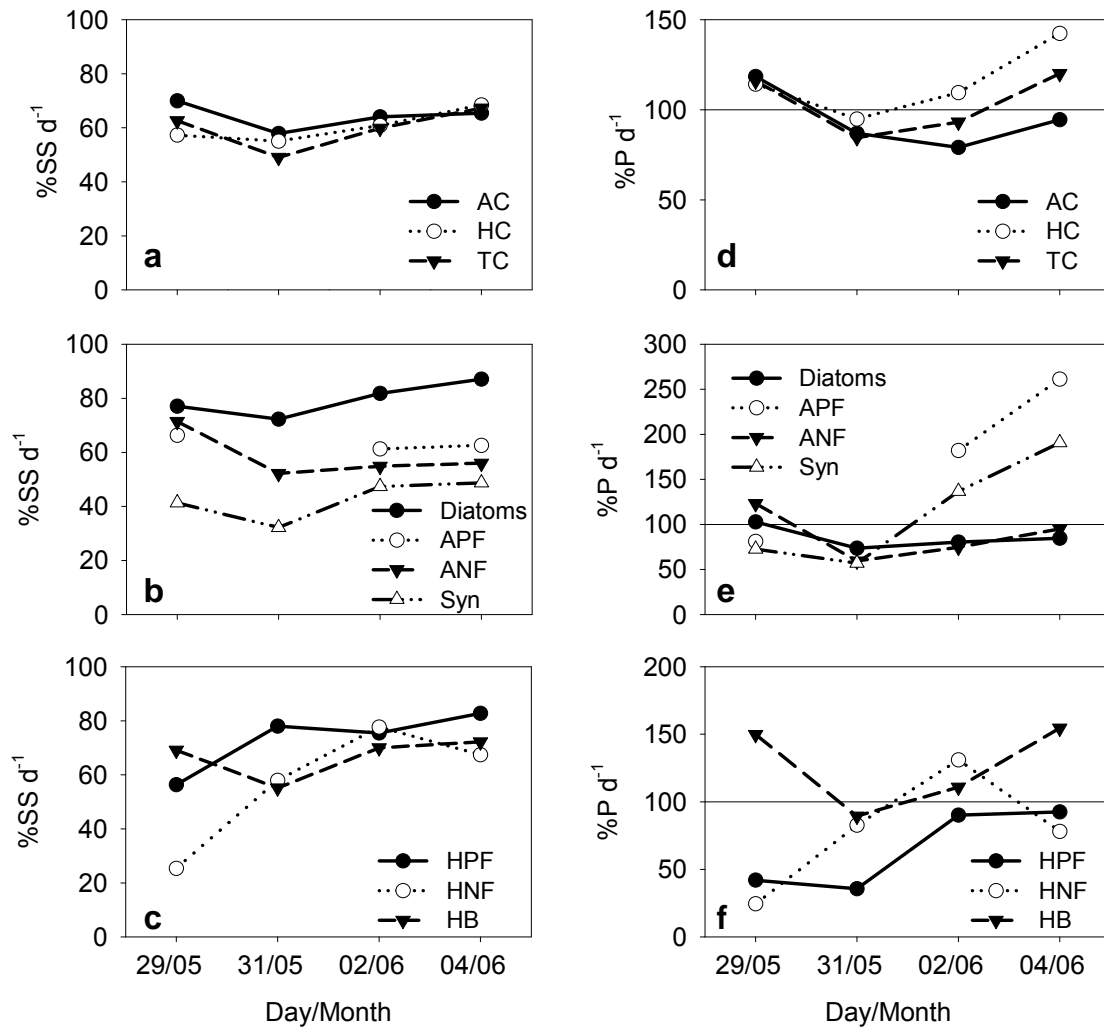 100
80
60
40
20
0
%SS d⁻¹
AC
HC
TC
a
150
100
50
0
%P d⁻¹
AC
HC
TC
d
100
80
60
40
20
0
%SS d⁻¹
Diatoms
APF
ANF
Syn
b
300
250
200
150
100
50
0
%P d⁻¹
Diatoms
APF
ANF
Syn
e
100
80
60
40
20
0
%SS d⁻¹
HPF
HNF
HB
c
29/05 31/05 02/06 04/06
Day/Month
200
150
100
50
0
%P d⁻¹
HPF
HNF
HB
f
29/05 31/05 02/06 04/06
Day/Month